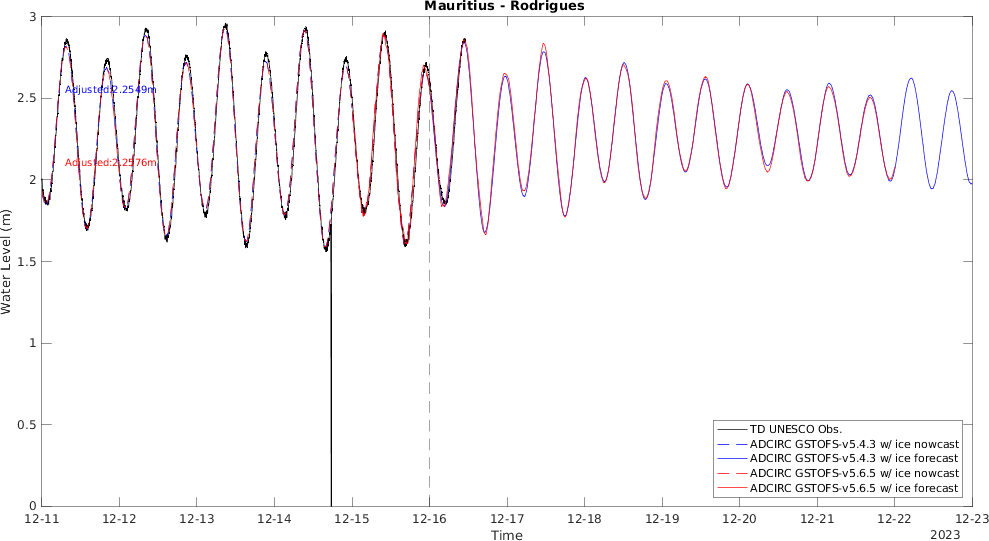 Mauritius - Rodrigues
Water Level (m)
3
2.5
2
1.5
1
0.5
0
Adjusted:2.2549m
Adjusted:2.2576m
TD UNESCO Obs.
ADCIRC GSTOFS-v5.4.3 w/ ice nowcast
ADCIRC GSTOFS-v5.4.3 w/ ice forecast
ADCIRC GSTOFS-v5.6.5 w/ ice nowcast
ADCIRC GSTOFS-v5.6.5 w/ ice forecast
12-11 12-12 12-13 12-14 12-15 12-16 12-17 12-18 12-19 12-20 12-21 12-22 12-23
Time
2023